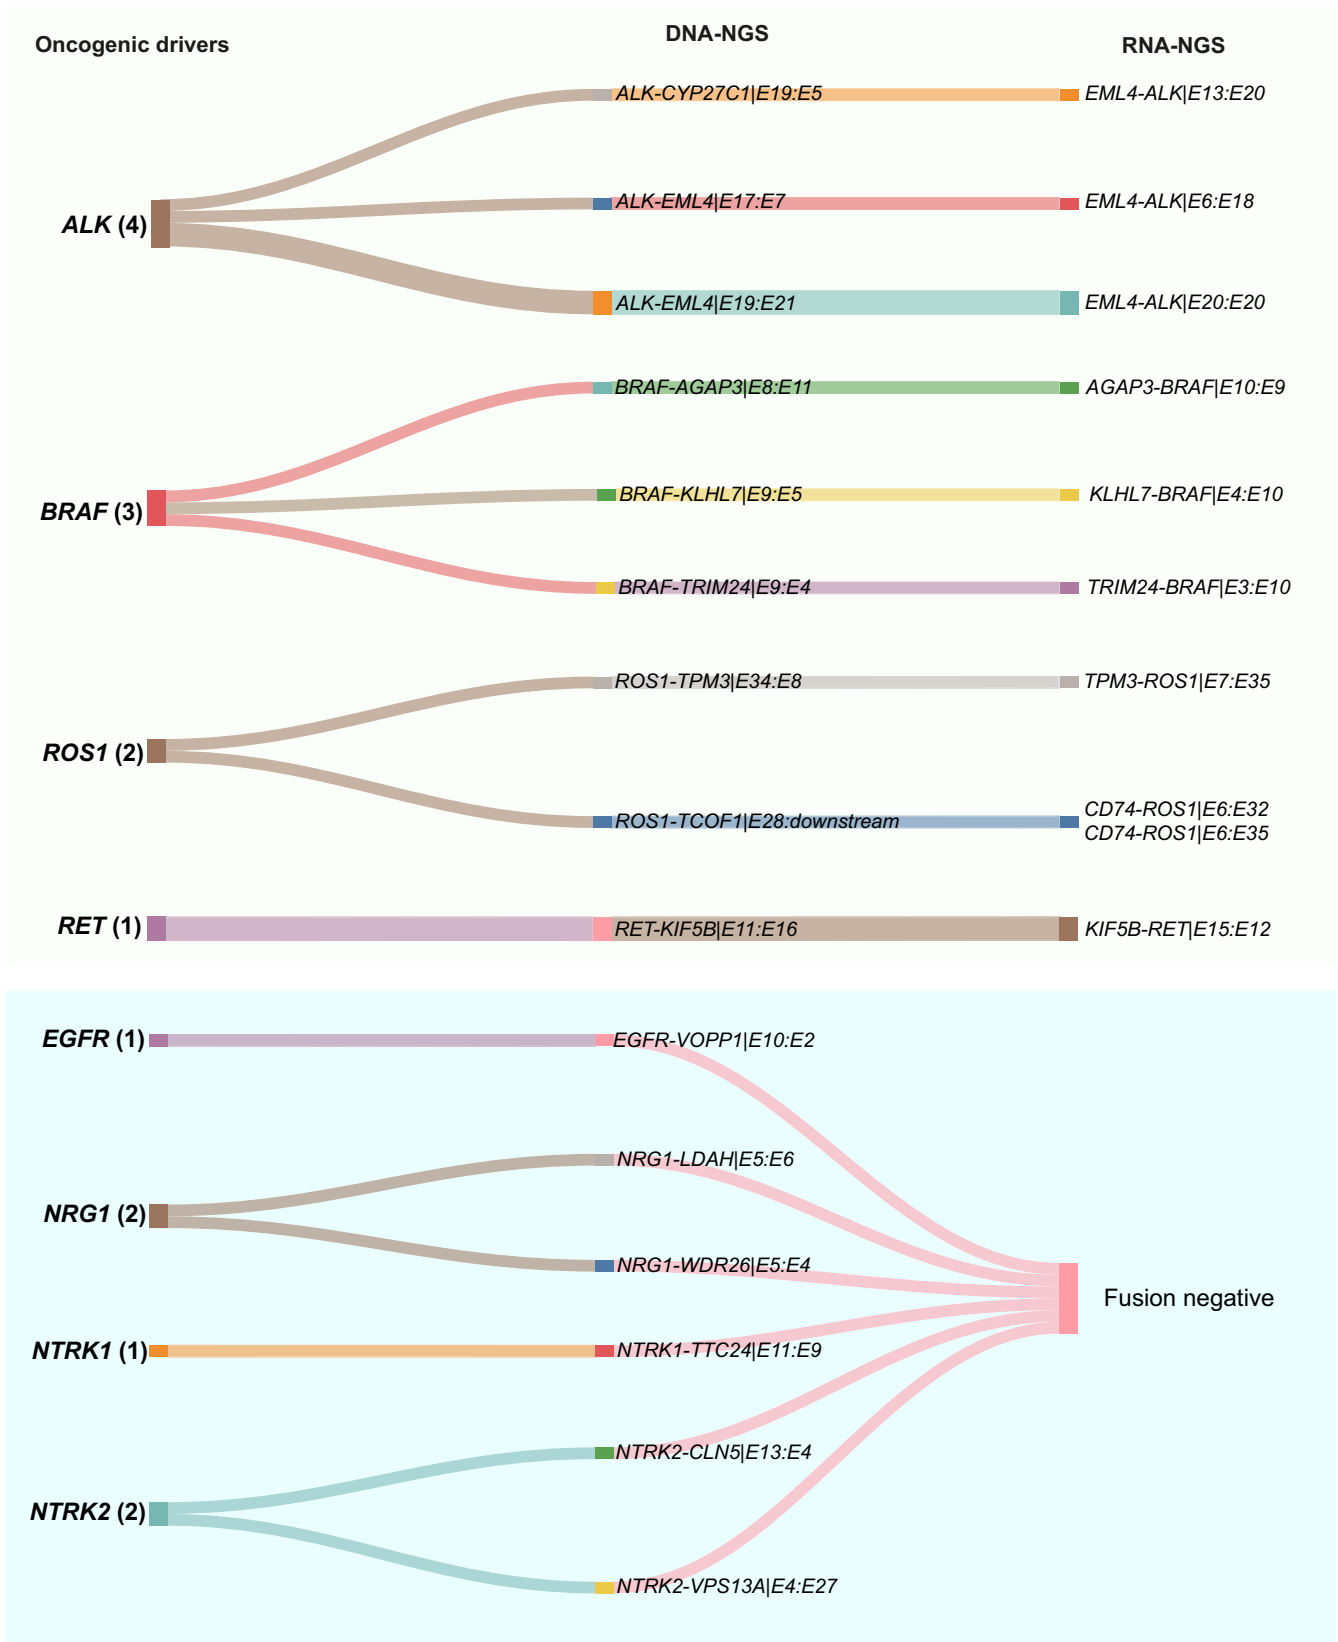 Oncogenic drivers
DNA-NGS
RNA-NGS
ALK (4)
ALK-CYP27C1|E19:E5
EML4-ALK|E13:E20
ALK-EML4|E17:E7
EML4-ALK|E6:E18
ALK-EML4|E19:E21
EML4-ALK|E20:E20
BRAF (3)
BRAF-AGAP3|E8:E11
AGAP3-BRAF|E10:E9
BRAF-KLHL7|E9:E5
KLHL7-BRAF|E4:E10
BRAF-TRIM24|E9:E4
TRIM24-BRAF|E3:E10
ROS1 (2)
ROS1-TPM3|E34:E8
TPM3-ROS1|E7:E35
ROS1-TCOF1|E28:downstream
CD74-ROS1|E6:E32
CD74-ROS1|E6:E35
RET (1)
RET-KIF5B|E11:E16
KIF5B-RET|E15:E12
EGFR (1)
EGFR-VOPP1|E10:E2
NRG1 (2)
NRG1-LDAH|E5:E6
NRG1-WDR26|E5:E4
Fusion negative
NTRK1 (1)
NTRK1-TTC24|E11:E9
NTRK2 (2)
NTRK2-CLN5|E13:E4
NTRK2-VPS13A|E4:E27